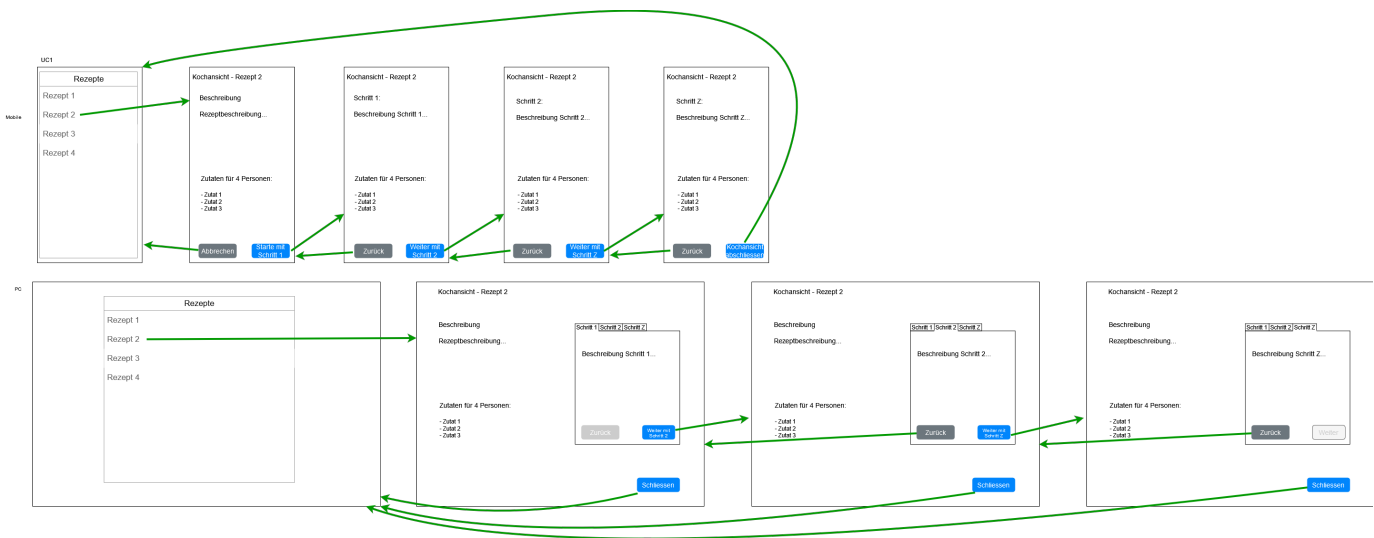 UC1
Mobile
Rezepte
Rezept 1
Rezept 2
Rezept 3
Rezept 4
Kochansicht - Rezept 2
Beschreibung
Rezeptbeschreibung...
Zutaten für 4 Personen:
- Zutat 1
- Zutat 2
- Zutat 3
Abbrechen
Starte mit
Schritt 1
Kochansicht - Rezept 2
Schritt 1:
Beschreibung Schritt 1...
Zutaten für 4 Personen:
- Zutat 1
- Zutat 2
- Zutat 3
Zurück
Weiter mit
Schritt 2
Kochansicht - Rezept 2
Schritt 2:
Beschreibung Schritt 2...
Zutaten für 4 Personen:
- Zutat 1
- Zutat 2
- Zutat 3
Zurück
Weiter mit
Schritt Z
Kochansicht - Rezept 2
Schritt Z:
Beschreibung Schritt Z...
Zutaten für 4 Personen:
- Zutat 1
- Zutat 2
- Zutat 3
Zurück
Kochansicht
abschliessen
PC
Rezepte
Rezept 1
Rezept 2
Rezept 3
Rezept 4
Kochansicht - Rezept 2
Beschreibung
Rezeptbeschreibung...
Zutaten für 4 Personen:
- Zutat 1
- Zutat 2
- Zutat 3
Schritt 1 Schritt 2 Schritt Z
Beschreibung Schritt 1...
Zurück
Weiter mit
Schritt 2
Schliessen
Kochansicht - Rezept 2
Beschreibung
Rezeptbeschreibung...
Zutaten für 4 Personen:
- Zutat 1
- Zutat 2
- Zutat 3
Schritt 1 Schritt 2 Schritt Z
Beschreibung Schritt 2...
Zurück
Weiter mit
Schritt Z
Schliessen
Kochansicht - Rezept 2
Beschreibung
Rezeptbeschreibung...
Zutaten für 4 Personen:
- Zutat 1
- Zutat 2
- Zutat 3
Schritt 1 Schritt 2 Schritt Z
Beschreibung Schritt Z...
Zurück
Weiter
Schliessen